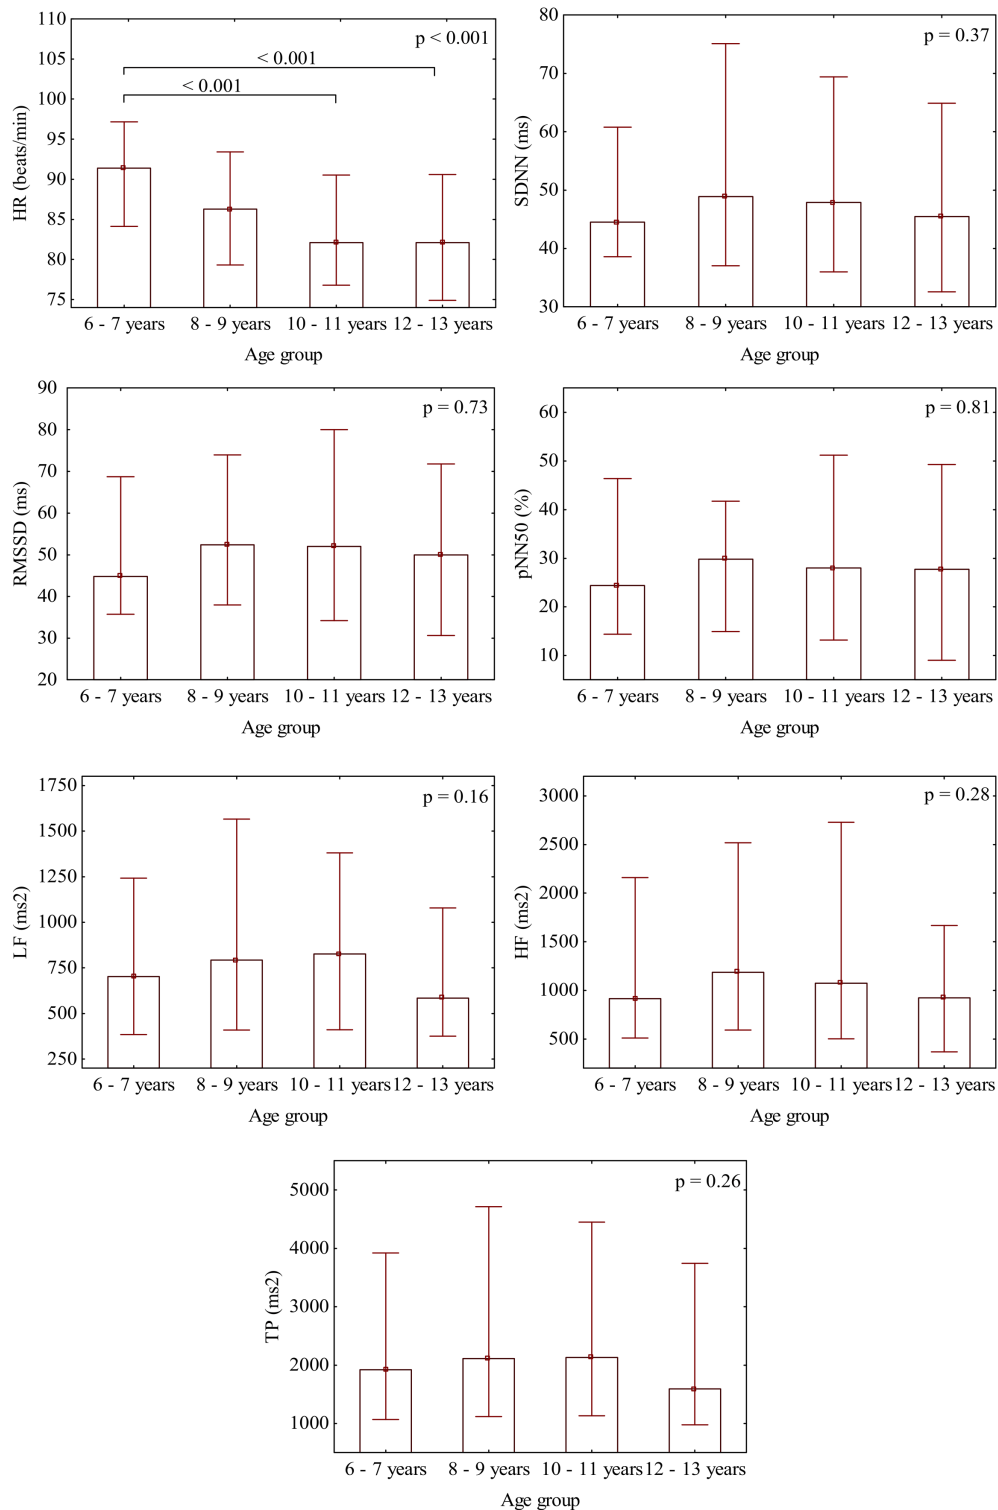 110
105
100
95
90
85
80
75
HR (beats/min)
p < 0.001
< 0.001
< 0.001
6 - 7 years 8 - 9 years 10 - 11 years 12 - 13 years
Age group
80
70
60
50
40
30
SDNN (ms)
p = 0.37
6 - 7 years 8 - 9 years 10 - 11 years 12 - 13 years
Age group
90
80
70
60
50
40
30
20
RMSSD (ms)
p = 0.73
6 - 7 years 8 - 9 years 10 - 11 years 12 - 13 years
Age group
60
50
40
30
20
10
pNN50 (%)
p = 0.81
6 - 7 years 8 - 9 years 10 - 11 years 12 - 13 years
Age group
1750
1500
1250
1000
750
500
250
LF (ms2)
p = 0.16
6 - 7 years 8 - 9 years 10 - 11 years 12 - 13 years
Age group
3000
2500
2000
1500
1000
500
HF (ms2)
p = 0.28
6 - 7 years 8 - 9 years 10 - 11 years 12 - 13 years
Age group
5000
4000
3000
2000
1000
TP (ms2)
p = 0.26
6 - 7 years 8 - 9 years 10 - 11 years 12 - 13 years
Age group